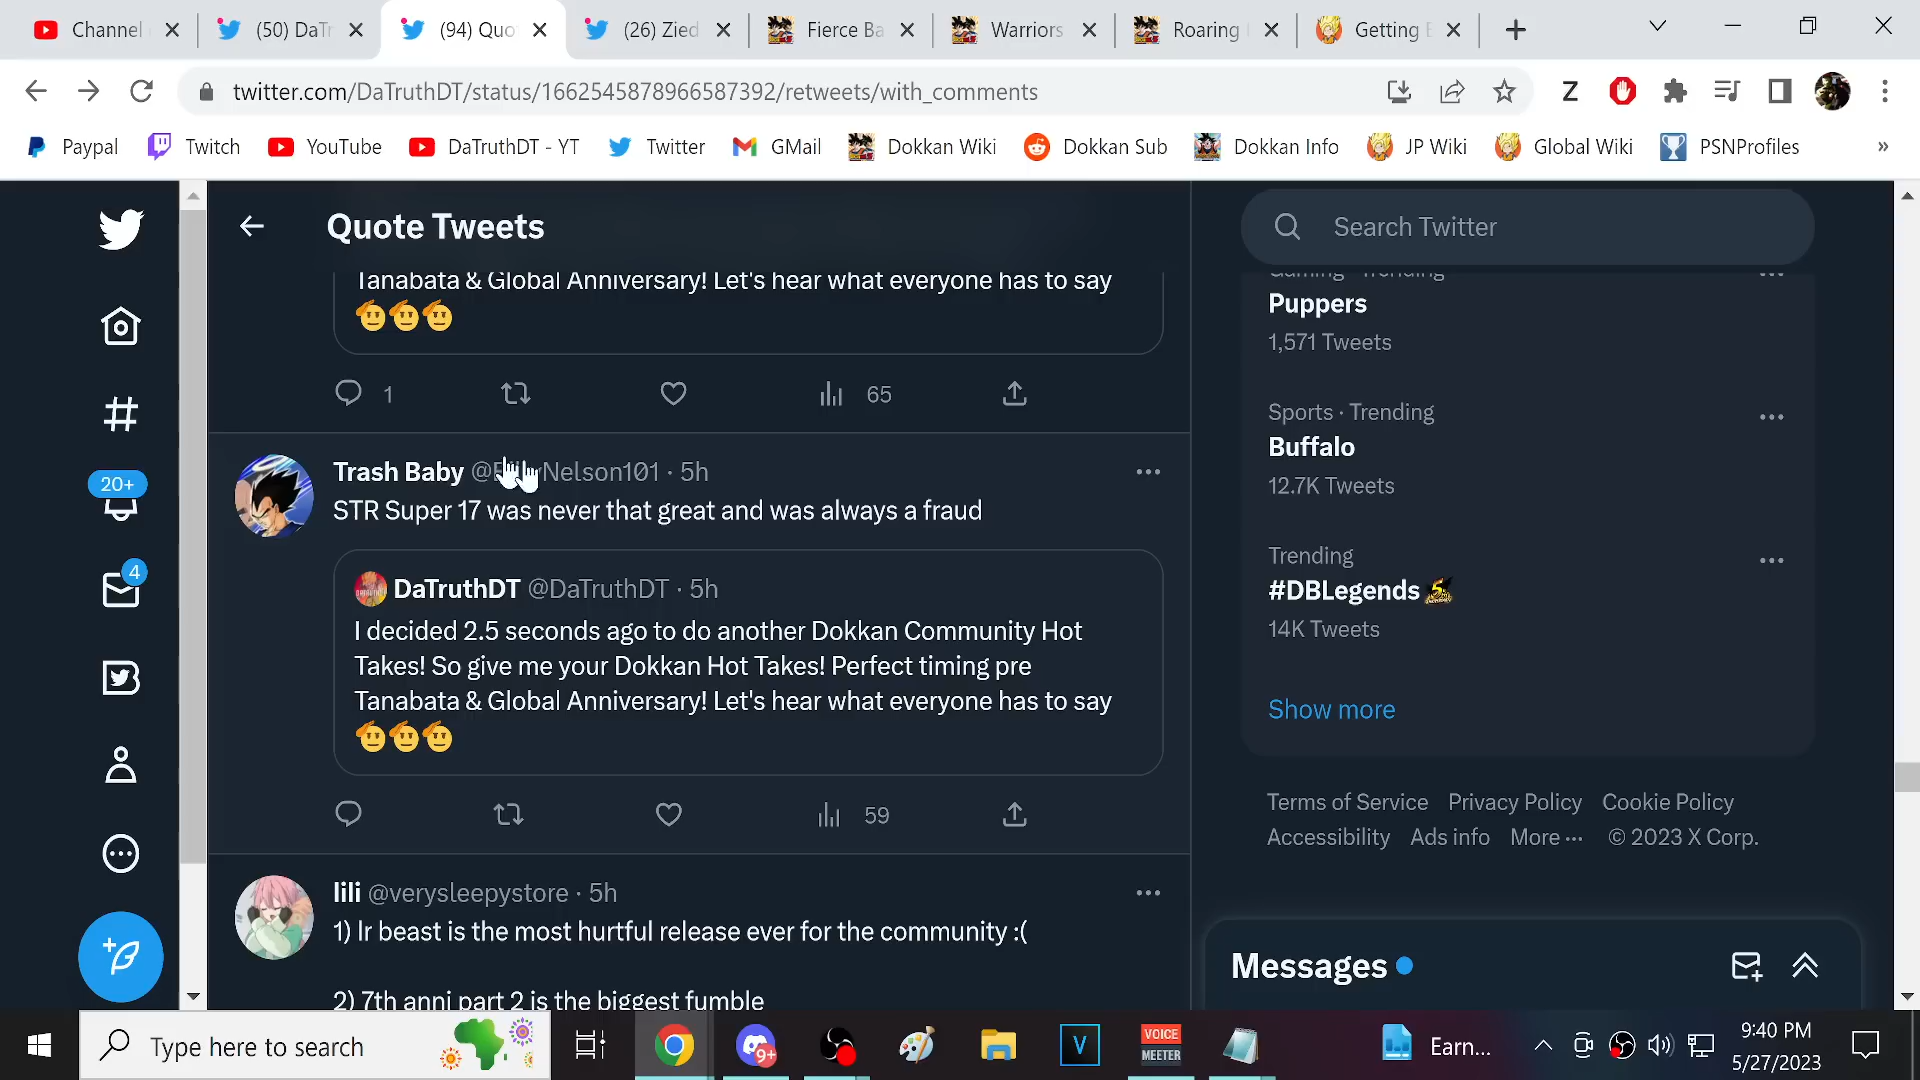 Channel
(50) DaTr
(94) Quo
(26) Zied
Fierce Ba
Warriors
Roaring
Getting
twitter.com/DaTruthDT/status/1662545878966587392/retweets/with_comments
Z
Paypal
Twitch
YouTube
DaTruthDT - YT
Twitter
GMail
Dokkan Wiki
Dokkan Sub
Dokkan Info
JP Wiki
Global Wiki
PSNProfiles
»
Quote Tweets
Search Twitter
Tanabata & Global Anniversary! Let's hear what everyone has to say
🫡🫡🫡
1
65
Trash Baby
Nelson101 · 5h
STR Super 17 was never that great and was always a fraud
DaTruthDT @DaTruthDT · 5h
I decided 2.5 seconds ago to do another Dokkan Community Hot
Takes! So give me your Dokkan Hot Takes! Perfect timing pre
Tanabata & Global Anniversary! Let's hear what everyone has to say
🫡🫡🫡
59
lili @verysleepystore · 5h
1) lr beast is the most hurtful release ever for the community :(
2) 7th anni part 2 is the biggest fumble
20+
4
Gaming · Trending
Puppers
1,571 Tweets
Sports · Trending
Buffalo
12.7K Tweets
Trending
#DBLegends
14K Tweets
Show more
Terms of Service Privacy Policy Cookie Policy
Accessibility Ads info More ··· © 2023 X Corp.
Messages
Type here to search
9+
V
VOICE
MEETER
Earn...
9:40 PM
5/27/2023